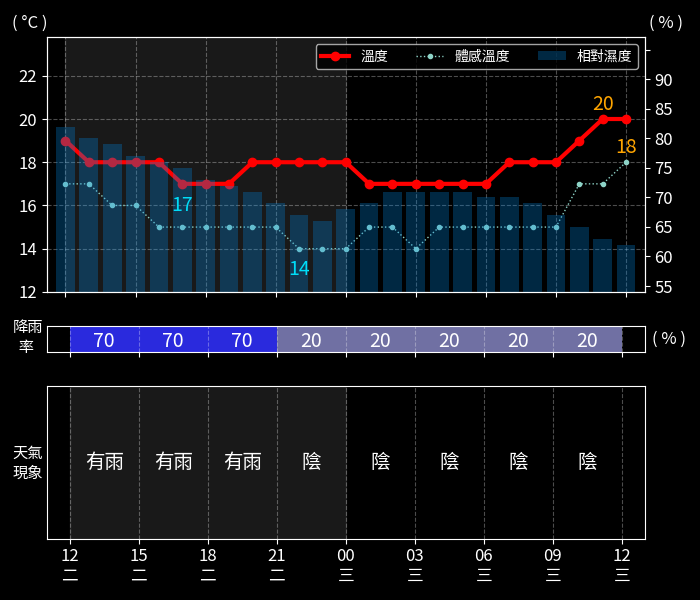 ( °C )
( % )
溫度 體感溫度 相對濕度
22
20
18
16
14
12
90
85
80
75
70
65
60
55
17
14
20
18
降雨
率
70 70 70 20 20 20 20 20
( % )
天氣
現象
有雨 有雨 有雨 陰 陰 陰 陰 陰
12 15 18 21 00 03 06 09 12
二 二 二 二 三 三 三 三 三